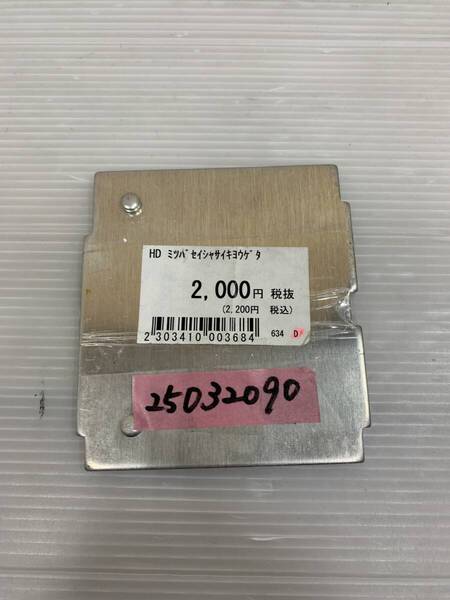 HD ミツバセイシャサイキヨウゲタ
2,000円 税抜
(2,200円 税込)
2 303410 003684 634 D
25032090